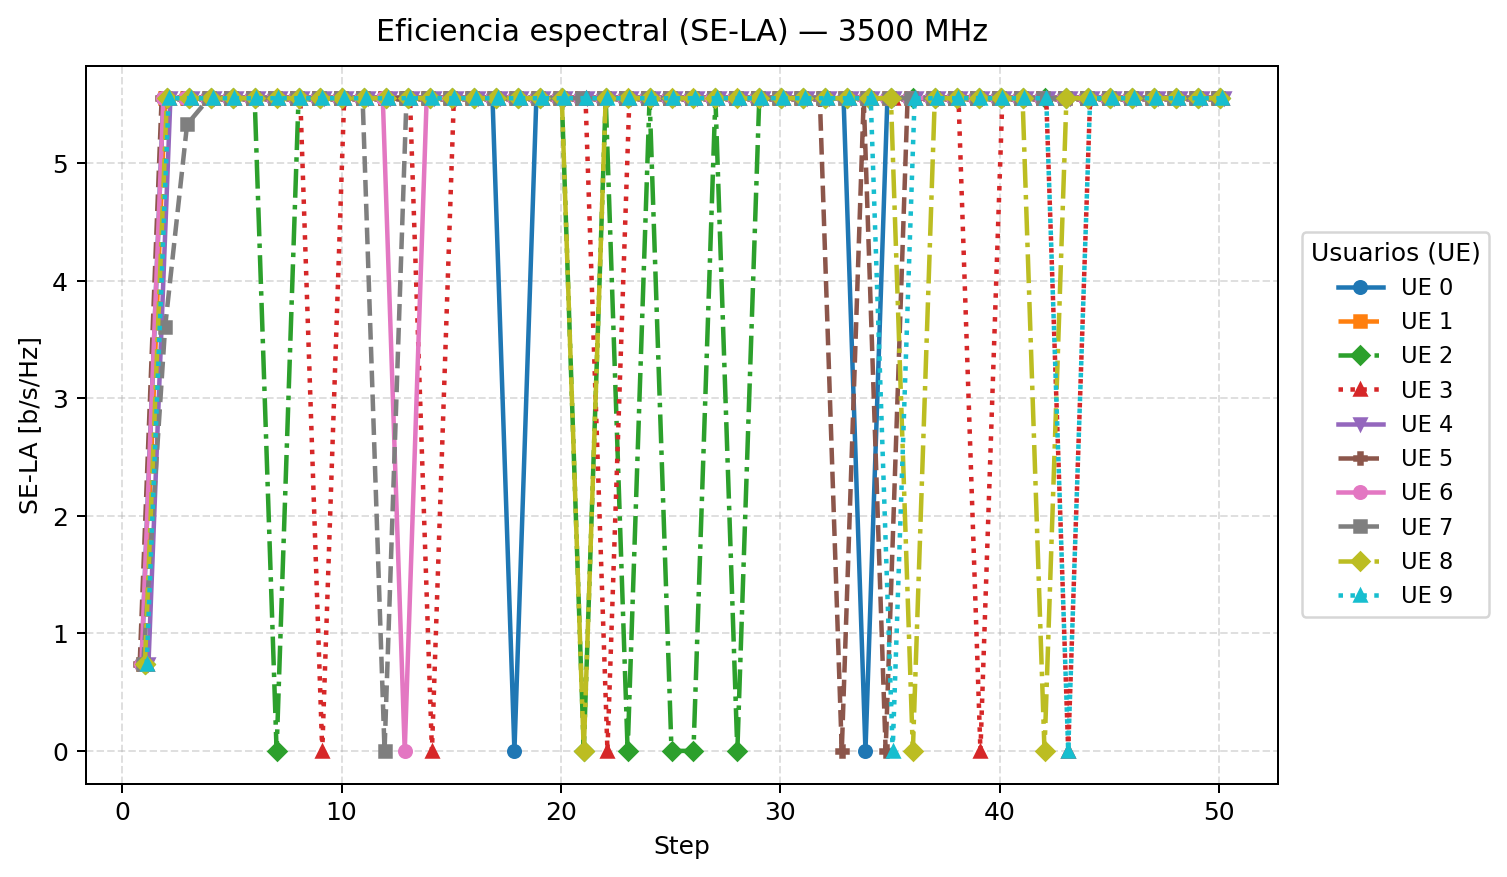 Eficiencia espectral (SE-LA) — 3500 MHz
SE-LA [b/s/Hz]
5
4
3
2
1
0
0
10
20
30
40
50
Step
Usuarios (UE)
UE 0
UE 1
UE 2
UE 3
UE 4
UE 5
UE 6
UE 7
UE 8
UE 9